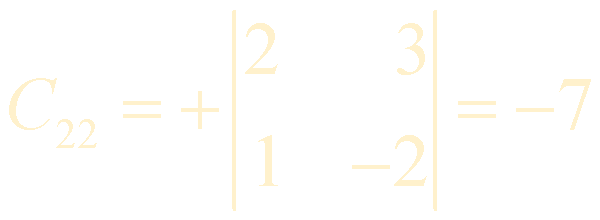 C₂₂ = + | 2 3 | = −7
| 1 −2 |